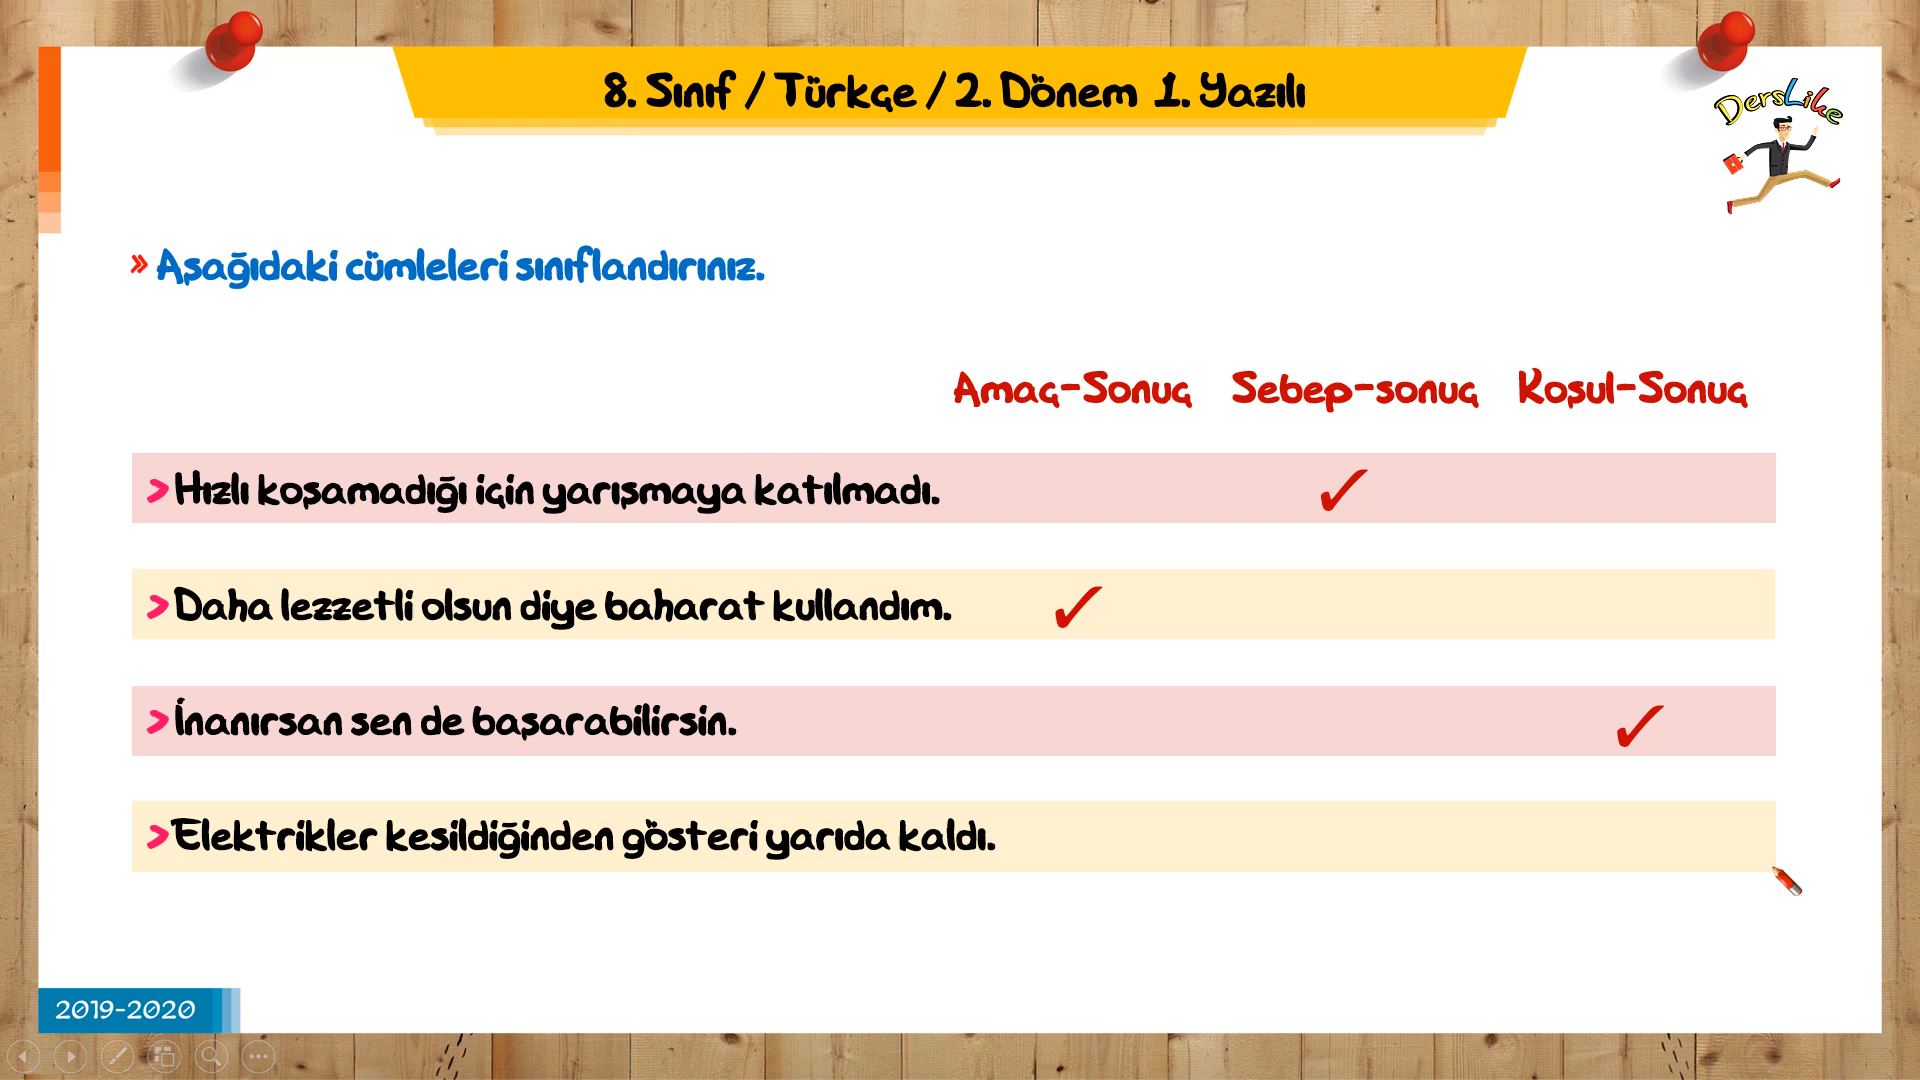 8. Sınıf / Türkçe / 2. Dönem 1. Yazılı
DersLike
» Aşağıdaki cümleleri sınıflandırınız.
Amaç-Sonuç Sebep-sonuç Koşul-Sonuç
> Hızlı koşamadığı için yarışmaya katılmadı. ✓
> Daha lezzetli olsun diye baharat kullandım. ✓
> İnanırsan sen de başarabilirsin. ✓
> Elektrikler kesildiğinden gösteri yarıda kaldı.
2019-2020